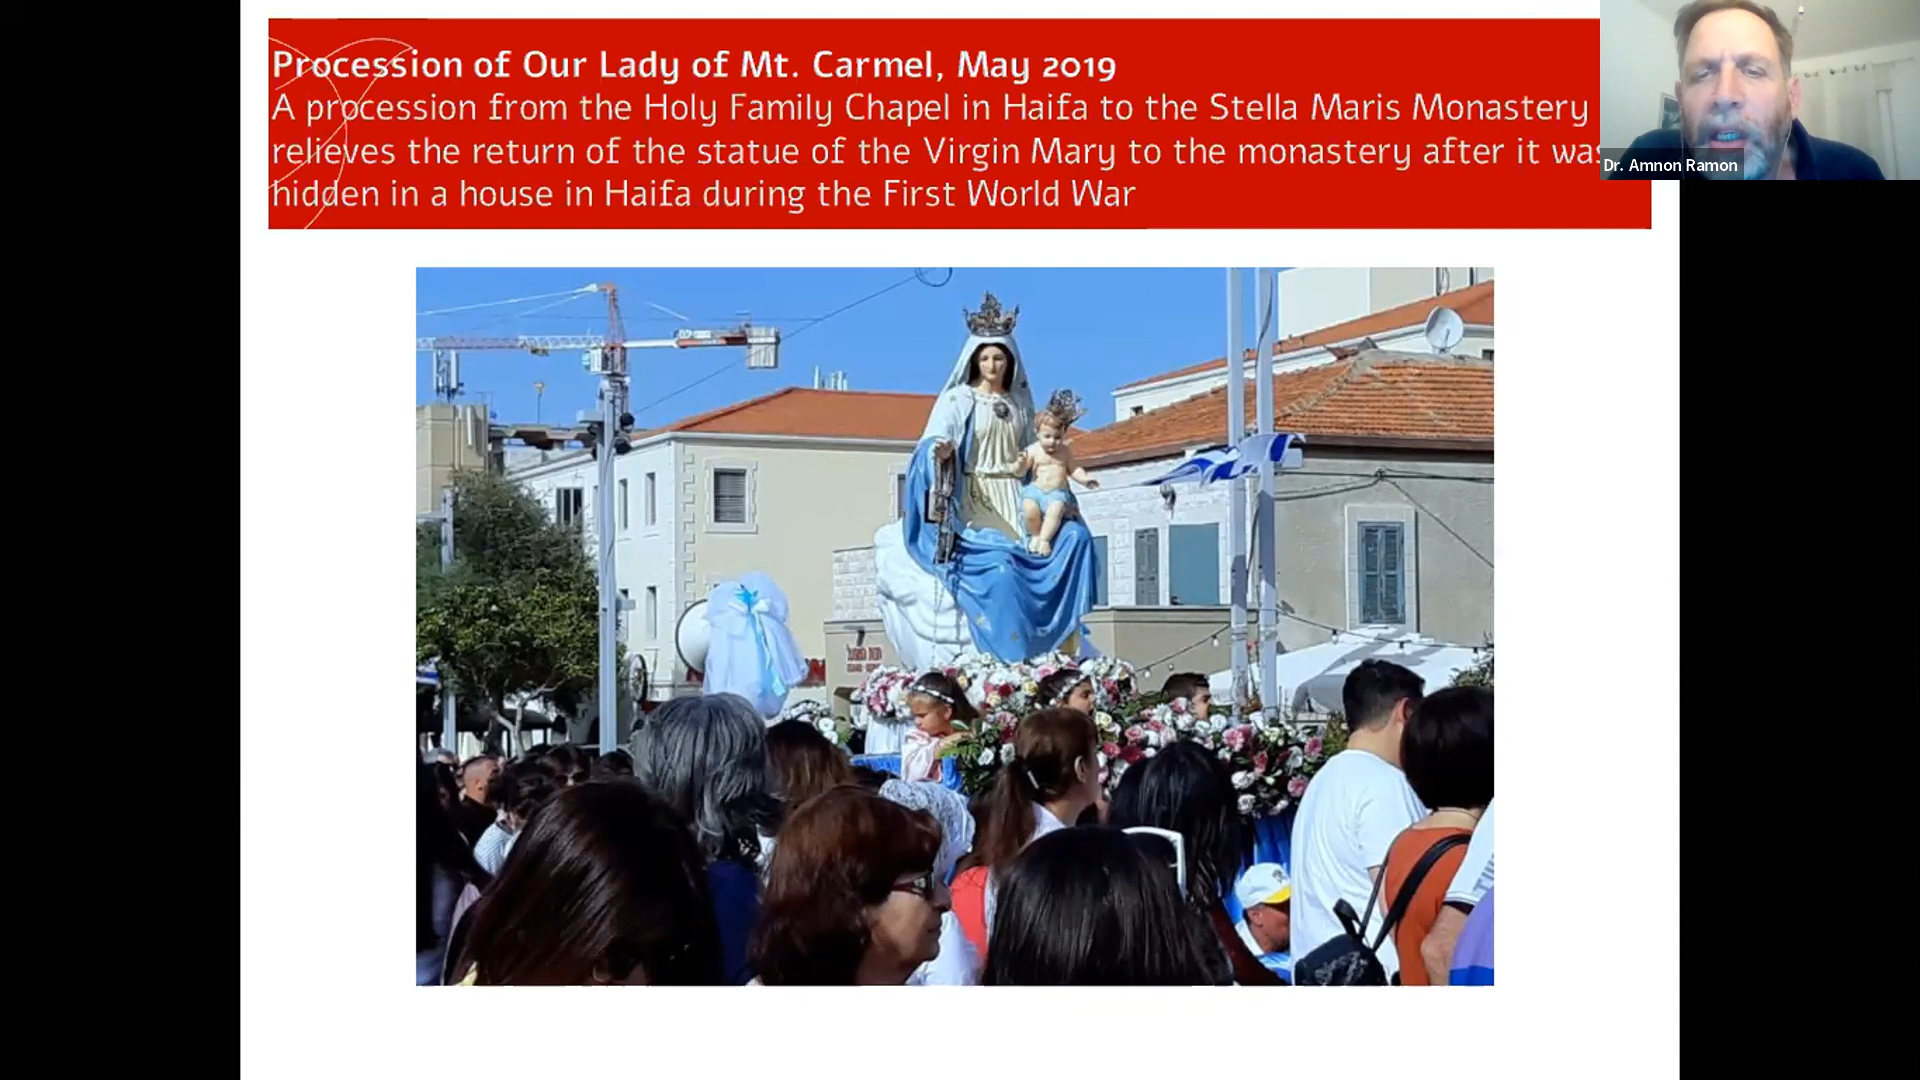 Procession of Our Lady of Mt. Carmel, May 2019
A procession from the Holy Family Chapel in Haifa to the Stella Maris Monastery
relieves the return of the statue of the Virgin Mary to the monastery after it was
hidden in a house in Haifa during the First World War
Dr. Amnon Ramon